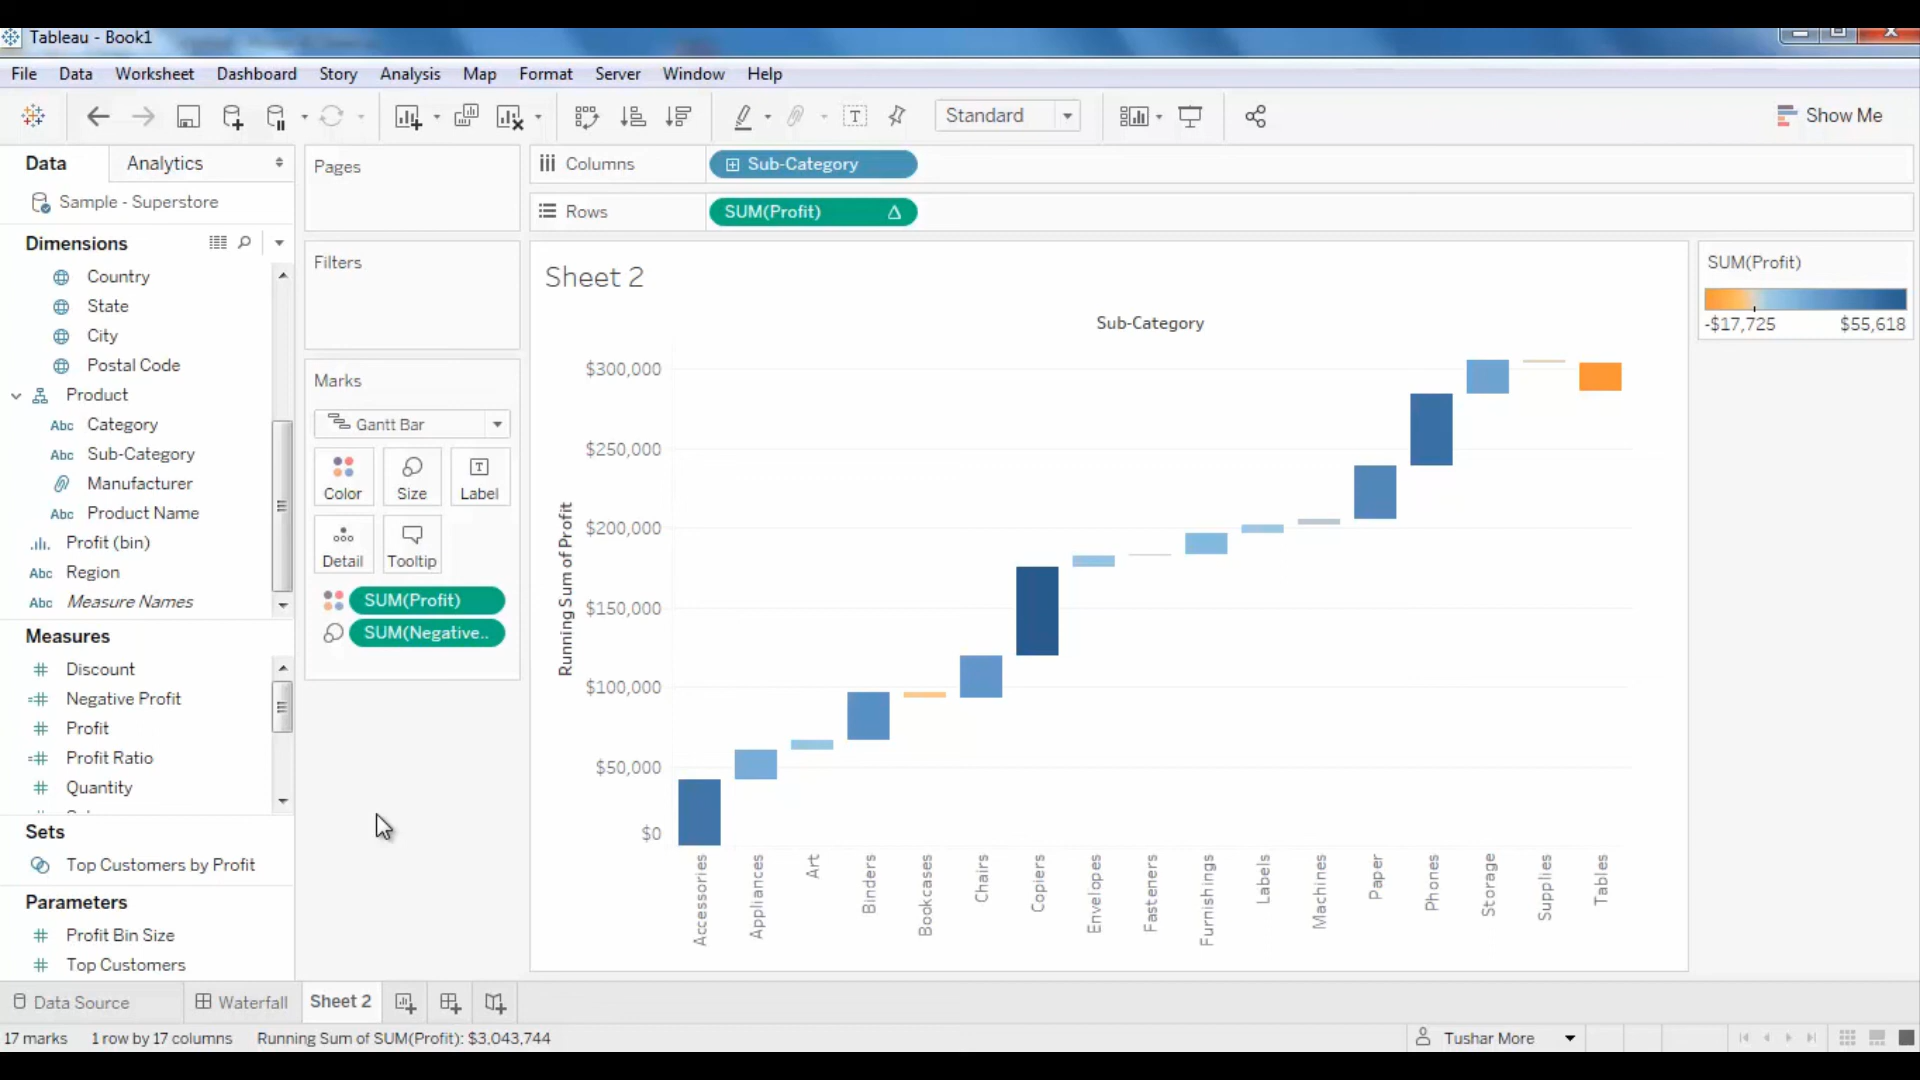 Tableau - Book1
File Data Worksheet Dashboard Story Analysis Map Format Server Window Help
Standard
Show Me
Data Analytics
Sample - Superstore
Dimensions
Country
State
City
Postal Code
Product
Abc Category
Abc Sub-Category
Manufacturer
Abc Product Name
Profit (bin)
Abc Region
Abc Measure Names
Measures
# Discount
=# Negative Profit
# Profit
=# Profit Ratio
# Quantity
Sets
Top Customers by Profit
Parameters
# Profit Bin Size
# Top Customers
Pages
Filters
Marks
Gantt Bar
Color Size Label
Detail Tooltip
SUM(Profit)
SUM(Negative..
Columns Sub-Category
Rows SUM(Profit) Δ
Sheet 2
Sub-Category
Running Sum of Profit
$300,000
$250,000
$200,000
$150,000
$100,000
$50,000
$0
Accessories
Appliances
Art
Binders
Bookcases
Chairs
Copiers
Envelopes
Fasteners
Furnishings
Labels
Machines
Paper
Phones
Storage
Supplies
Tables
SUM(Profit)
-$17,725 $55,618
Data Source Waterfall Sheet 2
17 marks 1 row by 17 columns Running Sum of SUM(Profit): $3,043,744
Tushar More